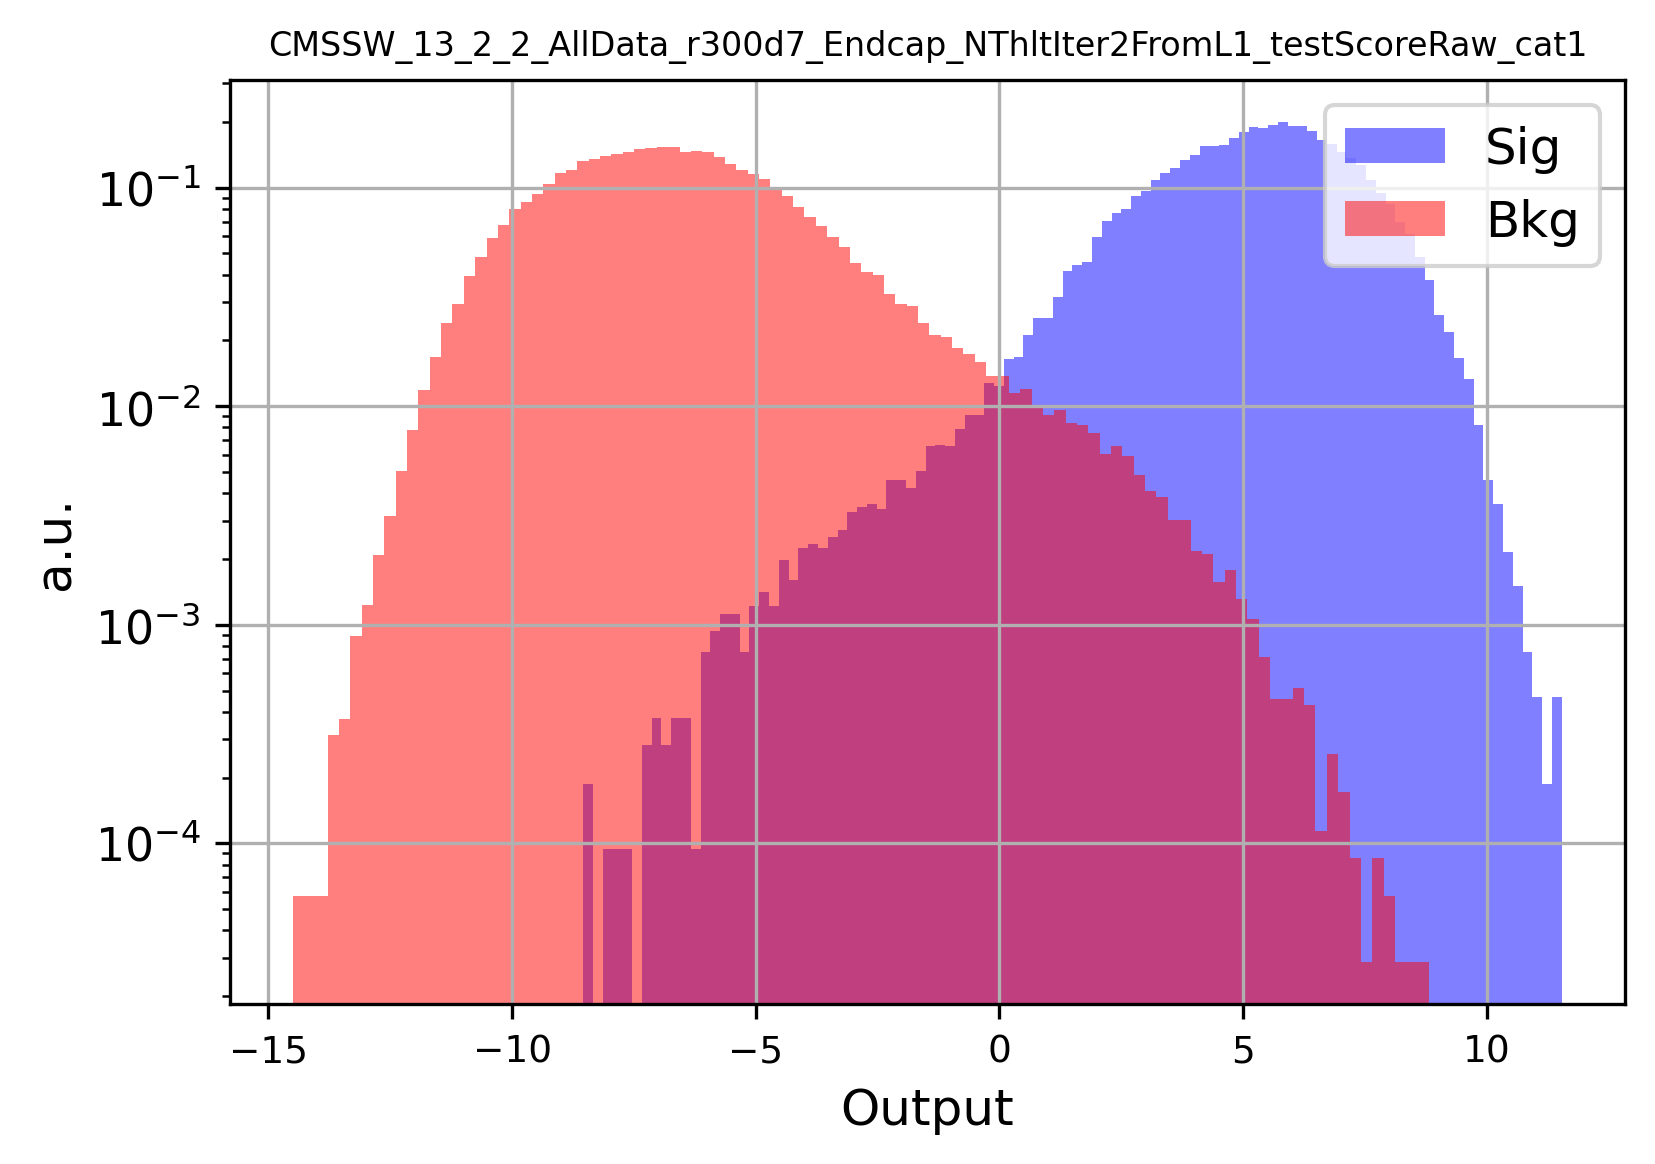 CMSSW_13_2_2_AllData_r300d7_Endcap_NThltIter2FromL1_testScoreRaw_cat1
Sig
Bkg
10⁻¹
10⁻²
10⁻³
10⁻⁴
a.u.
−15 −10 −5 0 5 10
Output